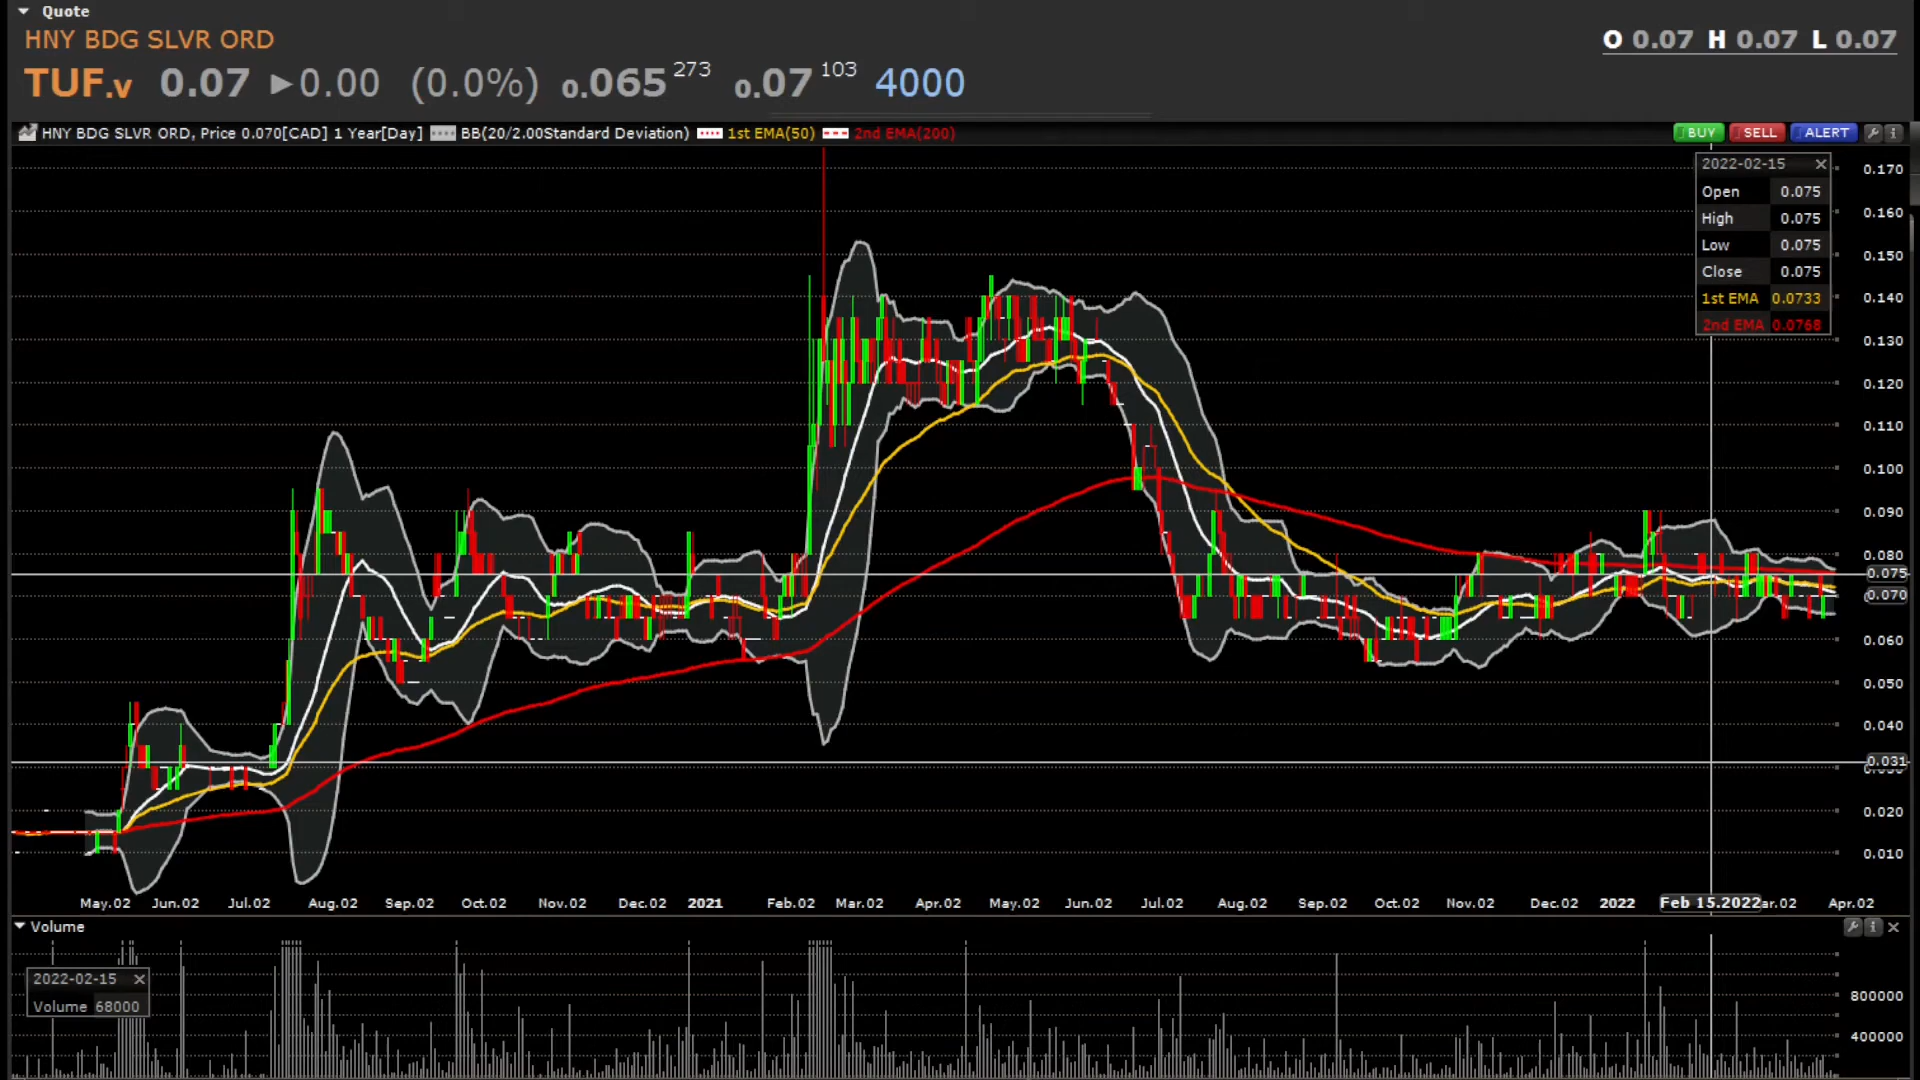 Quote
HNY BDG SLVR ORD
O 0.07 H 0.07 L 0.07
TUF.v 0.07 ►0.00 (0.0%) 0.065 273 0.07 103 4000
HNY BDG SLVR ORD, Price 0.070[CAD] 1 Year[Day] BB(20/2.00Standard Deviation) 1st EMA(50) 2nd EMA(200)
BUY SELL ALERT
2022-02-15
Open 0.075
High 0.075
Low 0.075
Close 0.075
1st EMA 0.0733
2nd EMA 0.0768
0.170
0.160
0.150
0.140
0.130
0.120
0.110
0.100
0.090
0.080
0.075
0.070
0.060
0.050
0.040
0.031
0.020
0.010
May.02 Jun.02 Jul.02 Aug.02 Sep.02 Oct.02 Nov.02 Dec.02 2021 Feb.02 Mar.02 Apr.02 May.02 Jun.02 Jul.02 Aug.02 Sep.02 Oct.02 Nov.02 Dec.02 2022 Feb 15.2022 ar.02 Apr.02
Volume
2022-02-15
Volume 68000
800000
400000